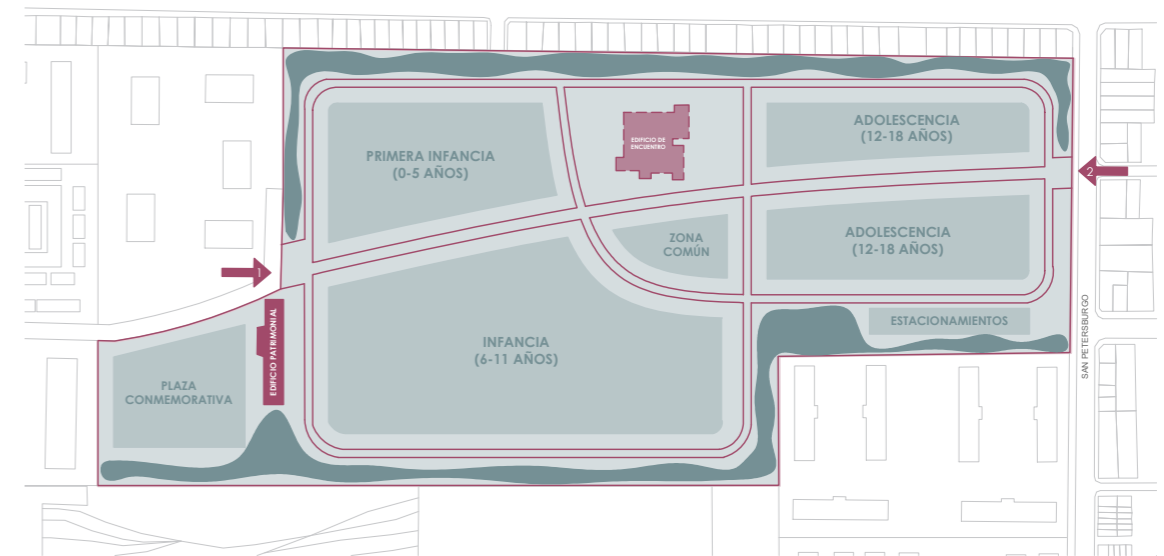 PRIMERA INFANCIA
(0-5 AÑOS)
EDIFICIO DE
ENCUENTRO
ADOLESCENCIA
(12-18 AÑOS)
2
ZONA
COMÚN
ADOLESCENCIA
(12-18 AÑOS)
1
ESTACIONAMIENTOS
SAN PETERSBURGO
EDIFICIO PATRIMONIAL
INFANCIA
(6-11 AÑOS)
PLAZA
CONMEMORATIVA